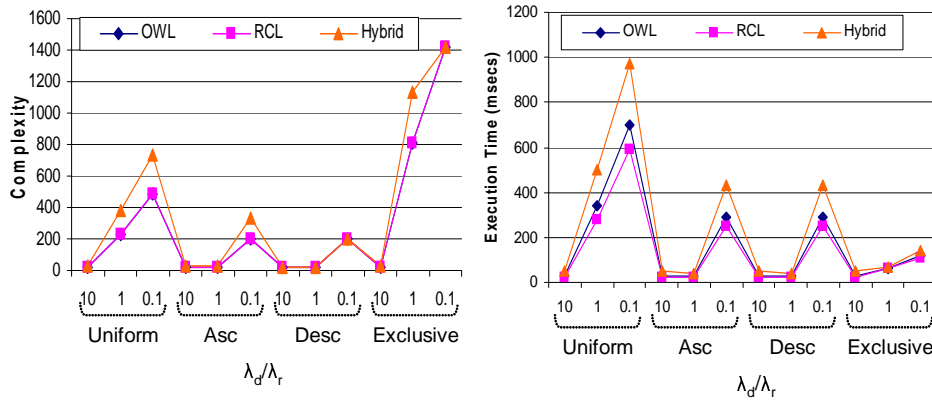 OWL RCL Hybrid
Complexity
1600
1400
1200
1000
800
600
400
200
0
10 1 0.1 10 1 0.1 10 1 0.1 10 1 0.1
Uniform Asc Desc Exclusive
λd/λr
OWL RCL Hybrid
Execution Time (msecs)
1200
1000
800
600
400
200
0
10 1 0.1 10 1 0.1 10 1 0.1 10 1 0.1
Uniform Asc Desc Exclusive
λd/λr